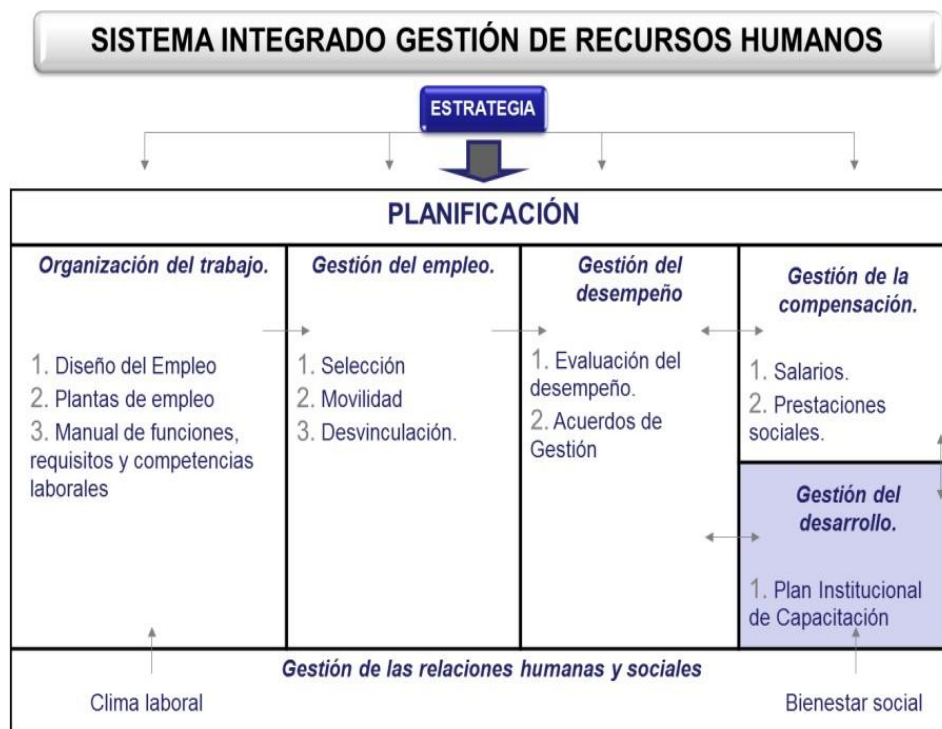 SISTEMA INTEGRADO GESTIÓN DE RECURSOS HUMANOS
ESTRATEGIA
PLANIFICACIÓN
Organización del trabajo.
1. Diseño del Empleo
2. Plantas de empleo
3. Manual de funciones,
requisitos y competencias
laborales
Gestión del empleo.
1. Selección
2. Movilidad
3. Desvinculación.
Gestión del
desempeño
1. Evaluación del
desempeño.
2. Acuerdos de
Gestión
Gestión de la
compensación.
1. Salarios.
2. Prestaciones
sociales.
Gestión del
desarrollo.
1. Plan Institucional
de Capacitación
Gestión de las relaciones humanas y sociales
Clima laboral
Bienestar social